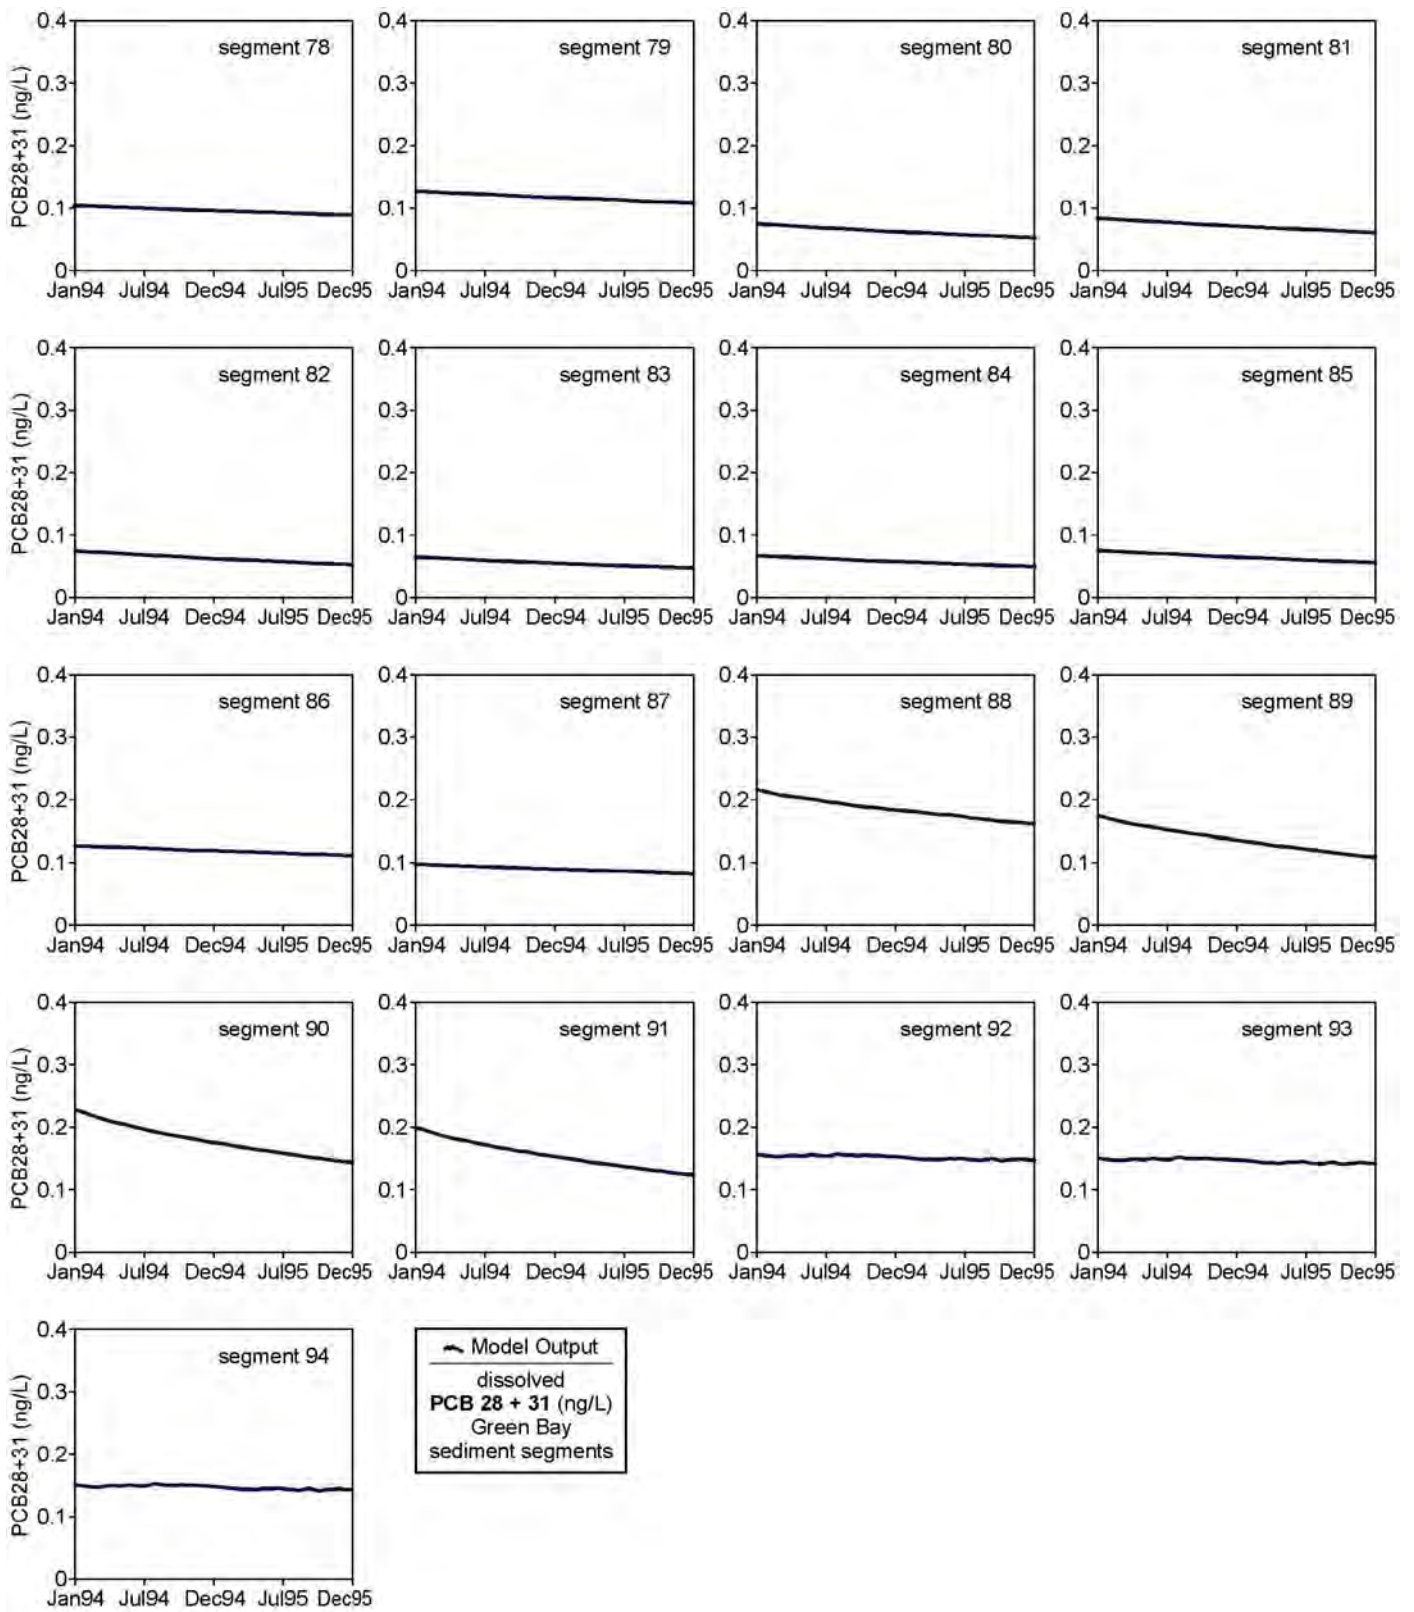 0.4 0.4 0.4 0.4
segment 78 segment 79 segment 80 segment 81
0.3 0.3 0.3 0.3
PCB28+31 (ng/L)
0.2 0.2 0.2 0.2
0.1 0.1 0.1 0.1
0 0 0 0
Jan94 Jul94 Dec94 Jul95 Dec95 Jan94 Jul94 Dec94 Jul95 Dec95 Jan94 Jul94 Dec94 Jul95 Dec95 Jan94 Jul94 Dec94 Jul95 Dec95
0.4 0.4 0.4 0.4
segment 82 segment 83 segment 84 segment 85
0.3 0.3 0.3 0.3
PCB28+31 (ng/L)
0.2 0.2 0.2 0.2
0.1 0.1 0.1 0.1
0 0 0 0
Jan94 Jul94 Dec94 Jul95 Dec95 Jan94 Jul94 Dec94 Jul95 Dec95 Jan94 Jul94 Dec94 Jul95 Dec95 Jan94 Jul94 Dec94 Jul95 Dec95
0.4 0.4 0.4 0.4
segment 86 segment 87 segment 88 segment 89
0.3 0.3 0.3 0.3
PCB28+31 (ng/L)
0.2 0.2 0.2 0.2
0.1 0.1 0.1 0.1
0 0 0 0
Jan94 Jul94 Dec94 Jul95 Dec95 Jan94 Jul94 Dec94 Jul95 Dec95 Jan94 Jul94 Dec94 Jul95 Dec95 Jan94 Jul94 Dec94 Jul95 Dec95
0.4 0.4 0.4 0.4
segment 90 segment 91 segment 92 segment 93
0.3 0.3 0.3 0.3
PCB28+31 (ng/L)
0.2 0.2 0.2 0.2
0.1 0.1 0.1 0.1
0 0 0 0
Jan94 Jul94 Dec94 Jul95 Dec95 Jan94 Jul94 Dec94 Jul95 Dec95 Jan94 Jul94 Dec94 Jul95 Dec95 Jan94 Jul94 Dec94 Jul95 Dec95
0.4
segment 94
0.3
PCB28+31 (ng/L)
0.2
0.1
0
Jan94 Jul94 Dec94 Jul95 Dec95
Model Output
dissolved
PCB 28 + 31 (ng/L)
Green Bay
sediment segments